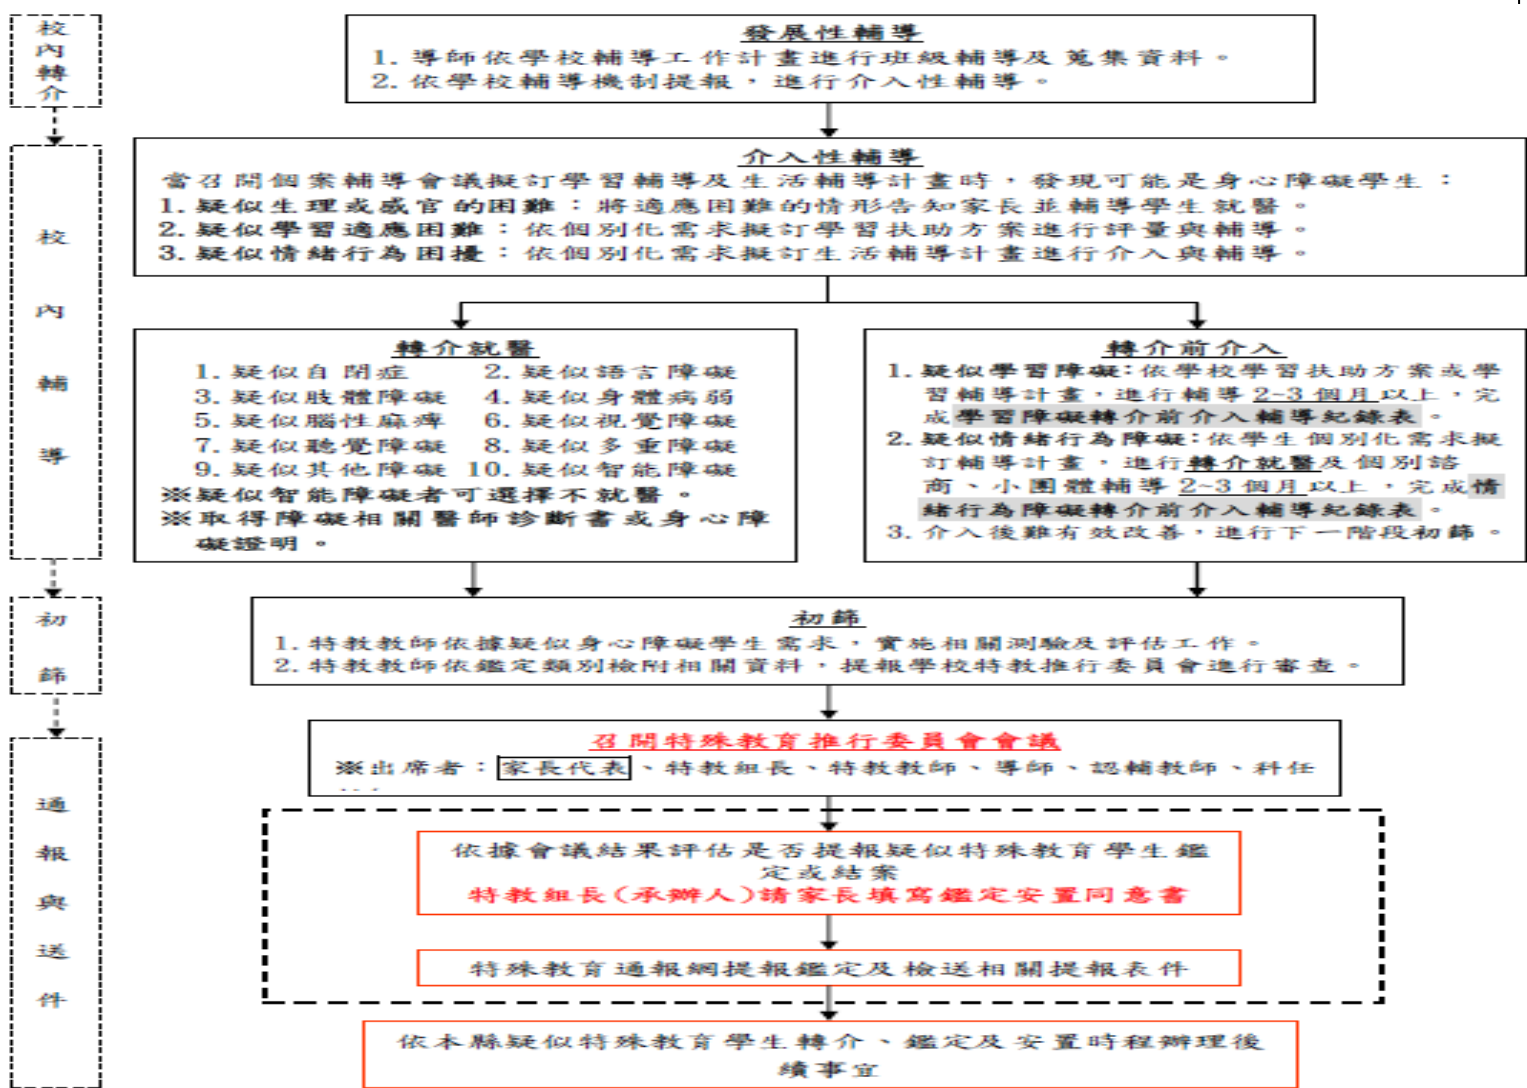 校內轉介
發展性輔導
1. 導師依學校輔導工作計畫進行班級輔導及蒐集資料。
2. 依學校輔導機制提報，進行介入性輔導。
校內輔導
介入性輔導
當召開個案輔導會議擬訂學習輔導及生活輔導計畫時，發現可能是身心障礙學生：
1. 疑似生理或感官的困難：將適應困難的情形告知家長並輔導學生就醫。
2. 疑似學習適應困難：依個別化需求擬訂學習扶助方案進行評量與輔導。
3. 疑似情緒行為困擾：依個別化需求擬訂生活輔導計畫進行介入與輔導。
轉介就醫
1. 疑似自閉症 2. 疑似語言障礙
3. 疑似肢體障礙 4. 疑似身體病弱
5. 疑似腦性麻痺 6. 疑似視覺障礙
7. 疑似聽覺障礙 8. 疑似多重障礙
9. 疑似其他障礙 10. 疑似智能障礙
※疑似智能障礙者可選擇不就醫。
※取得障礙相關醫師診斷書或身心障
礙證明。
轉介前介入
1. 疑似學習障礙：依學校學習扶助方案或學
習輔導計畫，進行輔導 2~3 個月以上，完
成學習障礙轉介前介入輔導紀錄表。
2. 疑似情緒行為障礙：依學生個別化需求擬
訂輔導計畫，進行轉介就醫及個別諮
商、小團體輔導 2~3 個月以上，完成情
緒行為障礙轉介前介入輔導紀錄表。
3. 介入後難有效改善，進行下一階段初篩。
初篩
初篩
1. 特教教師依據疑似身心障礙學生需求，實施相關測驗及評估工作。
2. 特教教師依鑑定類別檢附相關資料，提報學校特教推行委員會進行審查。
通報與送件
召開特殊教育推行委員會會議
※出席者：家長代表、特教組長、特教教師、導師、認輔教師、科任
依據會議結果評估是否提報疑似特殊教育學生鑑
定或結案
特教組長(承辦人)請家長填寫鑑定安置同意書
特殊教育通報網提報鑑定及檢送相關提報表件
依本縣疑似特殊教育學生轉介、鑑定及安置時程辦理後
續事宜